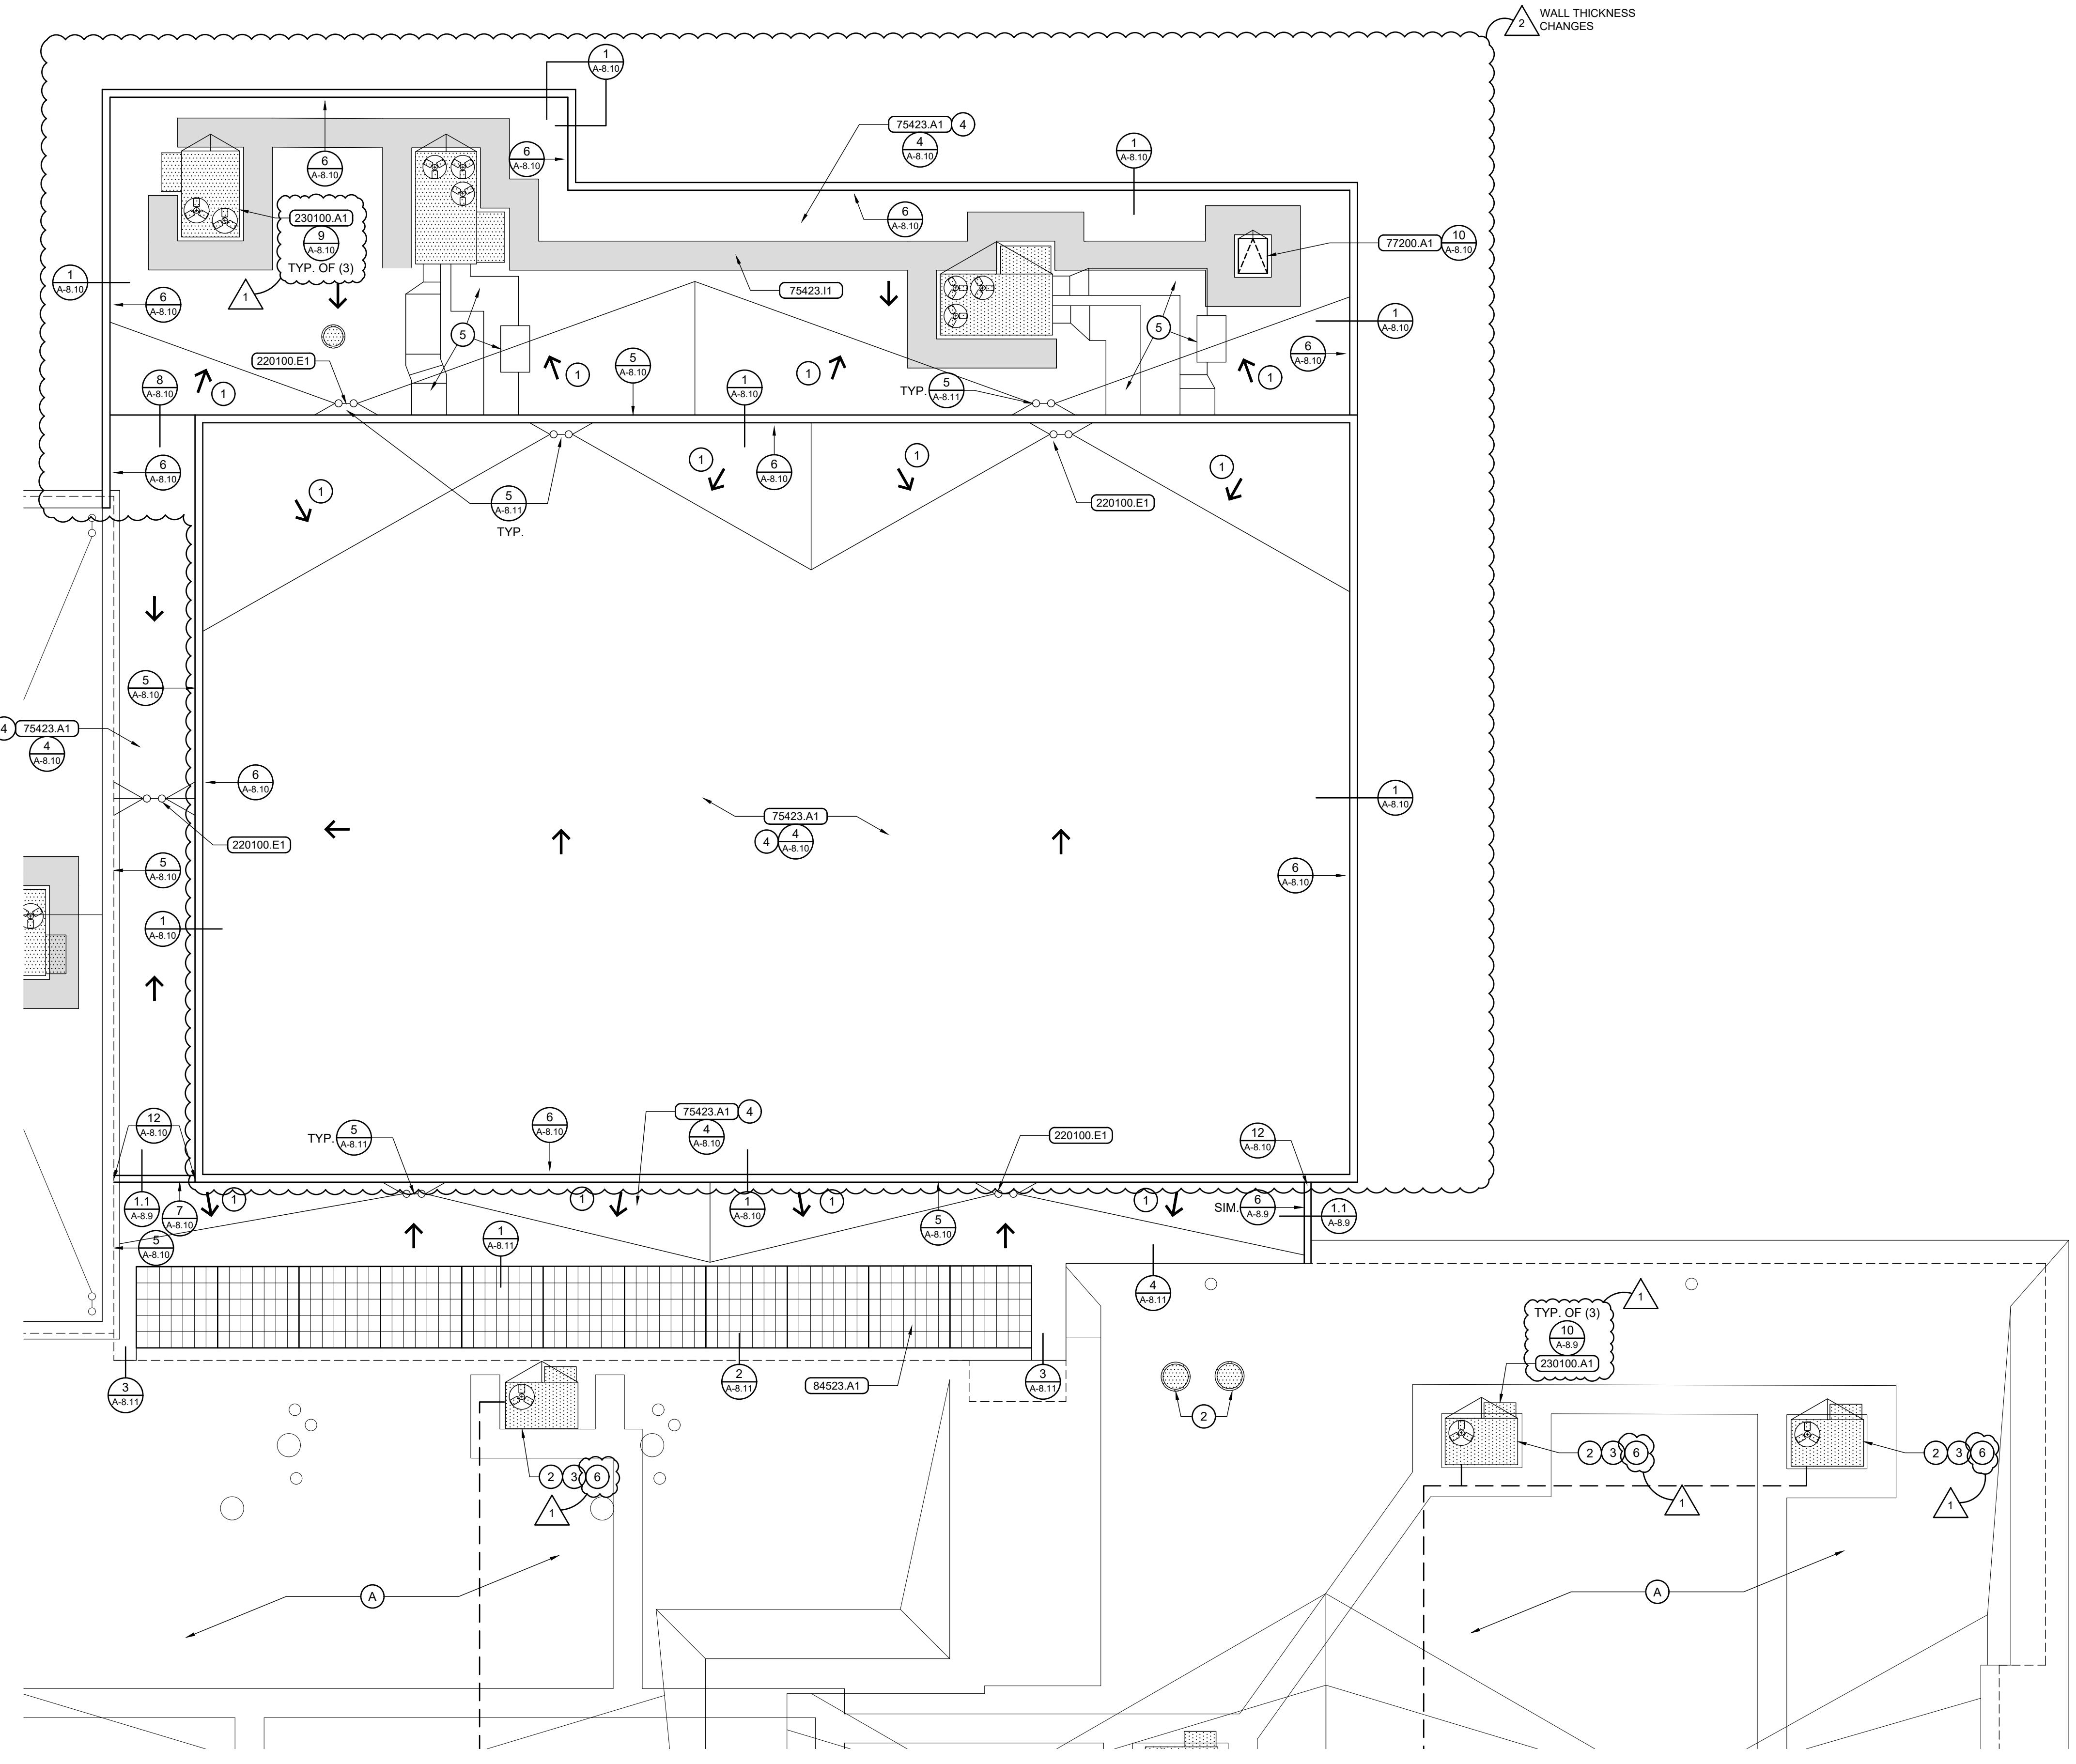 2
WALL THICKNESS
CHANGES
1
A-8.10
75423.A1
4
4
A-8.10
1
A-8.10
6
A-8.10
6
A-8.10
230100.A1
9
A-8.10
TYP. OF (3)
1
6
A-8.10
77200.A1
10
A-8.10
1
A-8.10
6
A-8.10
75423.I1
5
5
1
A-8.10
6
A-8.10
220100.E1
5
A-8.10
8
A-8.10
1
1
1
1
1
A-8.10
TYP.
5
A-8.11
6
A-8.10
1
1
1
1
6
A-8.10
5
A-8.11
TYP.
220100.E1
5
A-8.10
4
75423.A1
4
A-8.10
6
A-8.10
220100.E1
75423.A1
4
4
A-8.10
1
A-8.10
5
A-8.10
6
A-8.10
1
A-8.10
12
A-8.10
TYP.
5
A-8.11
6
A-8.10
75423.A1
4
4
A-8.10
220100.E1
12
A-8.10
1.1
A-8.9
7
A-8.10
1
1
1
A-8.10
1
5
A-8.10
1
SIM.
6
A-8.9
1.1
A-8.9
5
A-8.10
1
A-8.11
4
A-8.11
TYP. OF (3)
10
A-8.9
230100.A1
1
3
A-8.11
2
A-8.11
84523.A1
3
A-8.11
2
2
3
6
1
2
3
6
1
2
3
6
1
A
A